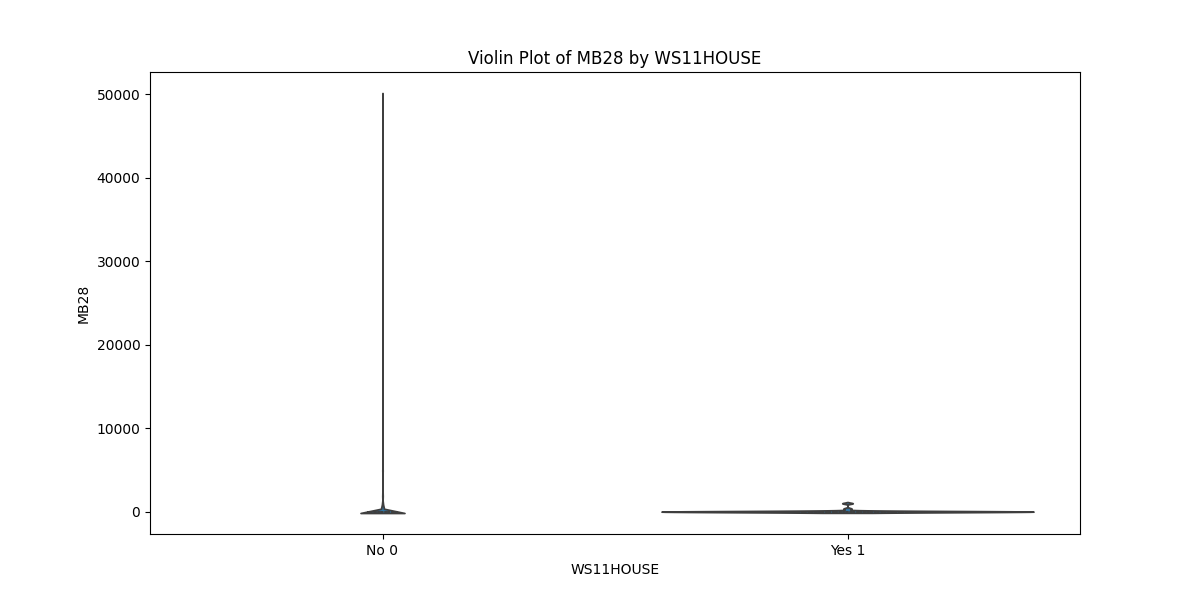 Violin Plot of MB28 by WS11HOUSE
50000
40000
30000
20000
10000
0
MB28
No 0
Yes 1
WS11HOUSE